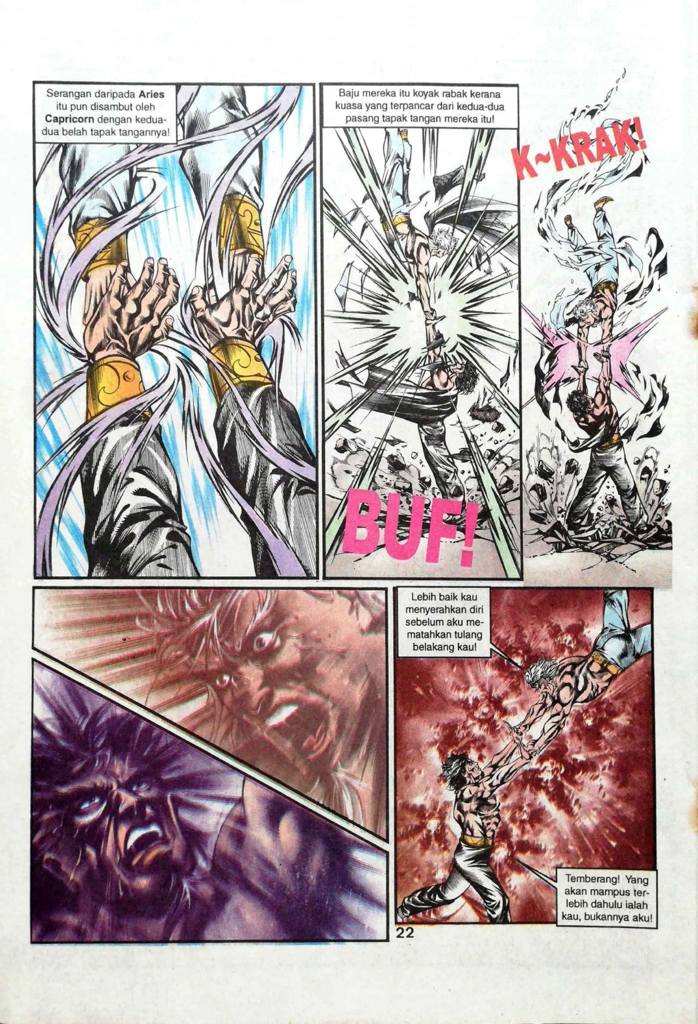 Serangan daripada Aries
itu pun disambut oleh
Capricorn dengan kedua-
dua belah tapak tangannya!
Baju mereka itu koyak rabak kerana
kuasa yang terpancar dari kedua-dua
pasang tapak tangan mereka itu!
K~KRAK!
BUF!
Lebih baik kau
menyerahkan diri
sebelum aku me-
matahkan tulang
belakang kau!
Temberang! Yang
akan mampus ter-
lebih dahulu ialah
kau, bukannya aku!
22